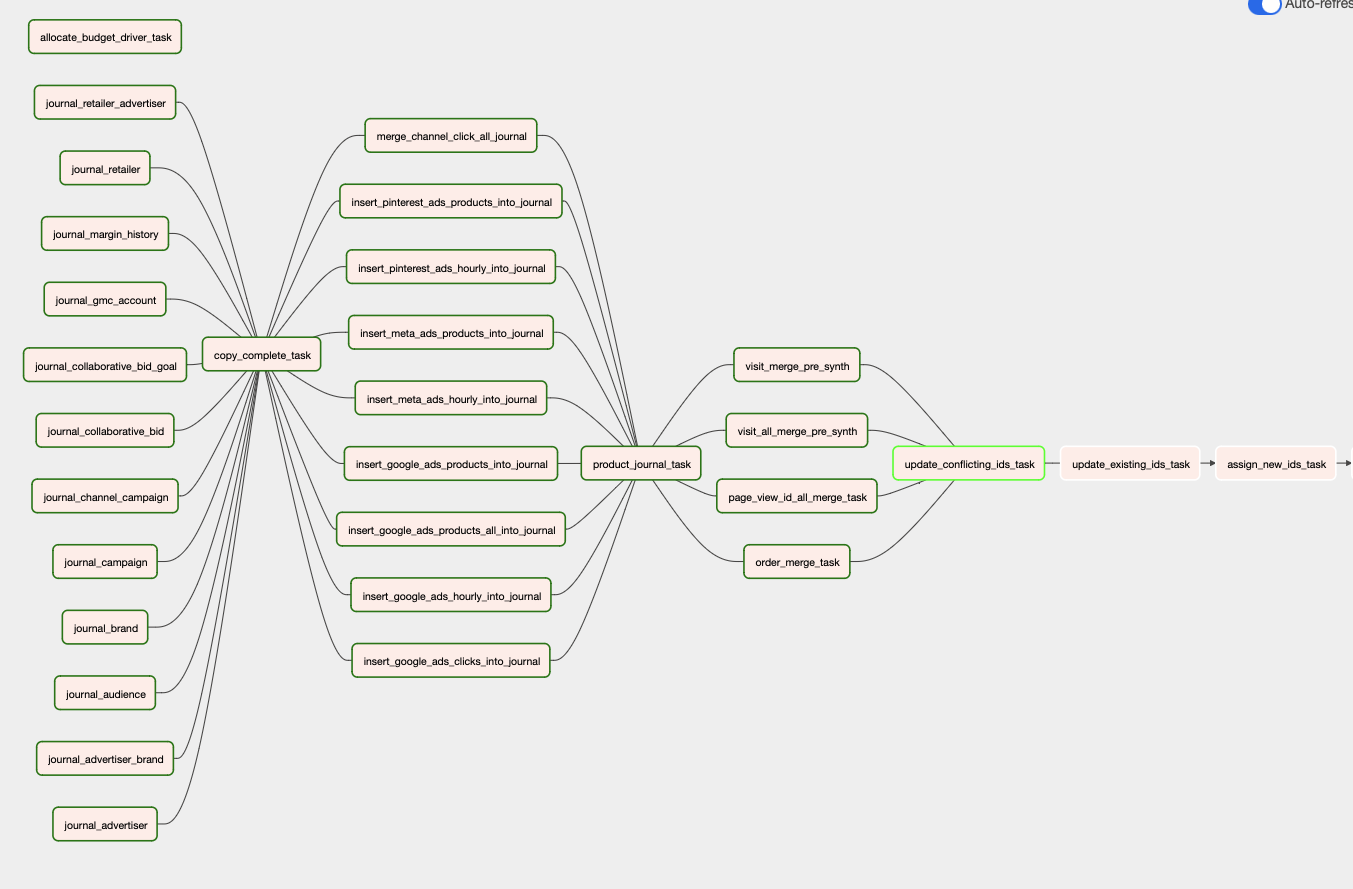 Auto-refres
allocate_budget_driver_task
journal_retailer_advertiser
journal_retailer
journal_margin_history
journal_gmc_account
journal_collaborative_bid_goal
journal_collaborative_bid
journal_channel_campaign
journal_campaign
journal_brand
journal_audience
journal_advertiser_brand
journal_advertiser
copy_complete_task
merge_channel_click_all_journal
insert_pinterest_ads_products_into_journal
insert_pinterest_ads_hourly_into_journal
insert_meta_ads_products_into_journal
insert_meta_ads_hourly_into_journal
insert_google_ads_products_into_journal
insert_google_ads_products_all_into_journal
insert_google_ads_hourly_into_journal
insert_google_ads_clicks_into_journal
product_journal_task
visit_merge_pre_synth
visit_all_merge_pre_synth
page_view_id_all_merge_task
order_merge_task
update_conflicting_ids_task
update_existing_ids_task
assign_new_ids_task